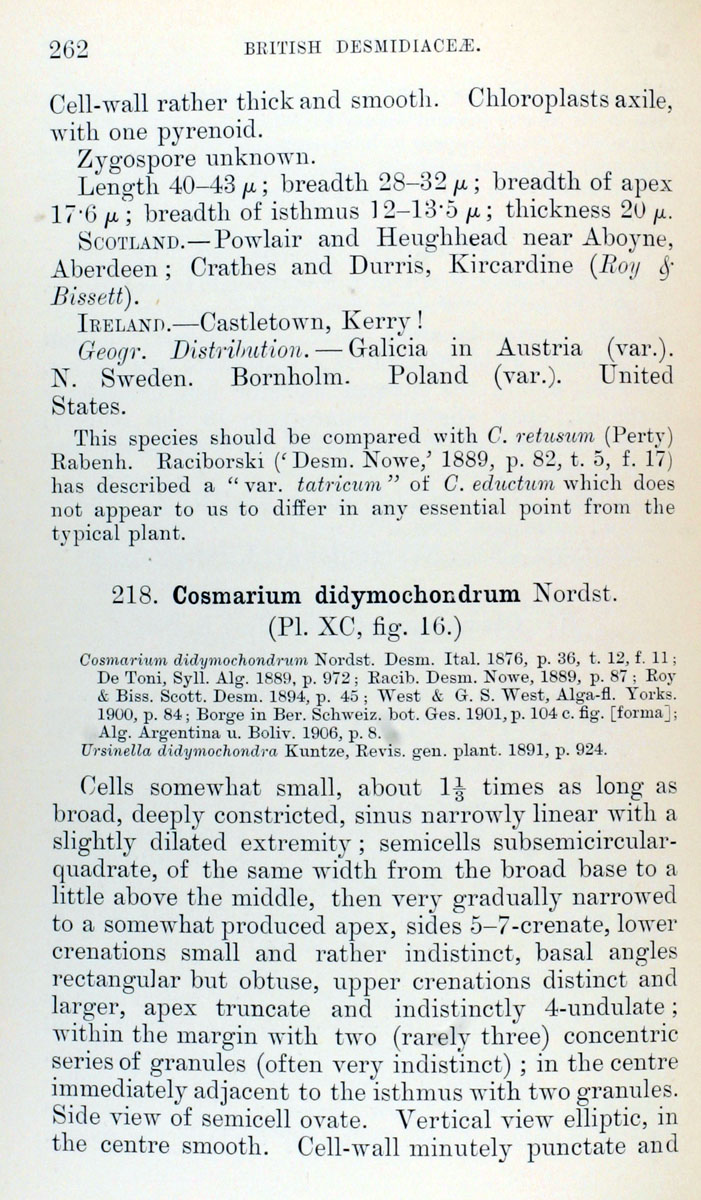 262 BRITISH DESMIDIACEÆ.
Cell-wall rather thick and smooth. Chloroplasts axile,
with one pyrenoid.
Zygospore unknown.
Length 40–43 μ; breadth 28–32 μ; breadth of apex
17·6 μ; breadth of isthmus 12–13·5 μ; thickness 20 μ.
SCOTLAND.—Powlair and Heughhead near Aboyne,
Aberdeen; Crathes and Durris, Kircardine (Roy &
Bissett).
IRELAND.—Castletown, Kerry!
Geogr. Distribution.—Galicia in Austria (var.).
N. Sweden. Bornholm. Poland (var.). United
States.
This species should be compared with C. retusum (Perty)
Rabenh. Raciborski (‘Desm. Nowe,’ 1889, p. 82, t. 5, f. 17)
has described a “var. tatricum” of C. eductum which does
not appear to us to differ in any essential point from the
typical plant.
218. Cosmarium didymochondrum Nordst.
(Pl. XC, fig. 16.)
Cosmarium didymochondrum Nordst. Desm. Ital. 1876, p. 36, t. 12, f. 11;
De Toni, Syll. Alg. 1889, p. 972; Racib. Desm. Nowe, 1889, p. 87; Roy
& Biss. Scott. Desm. 1894, p. 45; West & G. S. West, Alga-fl. Yorks.
1900, p. 84; Borge in Ber. Schweiz. bot. Ges. 1901, p. 104 c. fig. [forma];
Alg. Argentina u. Boliv. 1906, p. 8.
Ursinella didymochondra Kuntze, Revis. gen. plant. 1891, p. 924.
Cells somewhat small, about 1⅓ times as long as
broad, deeply constricted, sinus narrowly linear with a
slightly dilated extremity; semicells subsemicircular-
quadrate, of the same width from the broad base to a
little above the middle, then very gradually narrowed
to a somewhat produced apex, sides 5–7-crenate, lower
crenations small and rather indistinct, basal angles
rectangular but obtuse, upper crenations distinct and
larger, apex truncate and indistinctly 4-undulate;
within the margin with two (rarely three) concentric
series of granules (often very indistinct); in the centre
immediately adjacent to the isthmus with two granules.
Side view of semicell ovate. Vertical view elliptic, in
the centre smooth. Cell-wall minutely punctate and